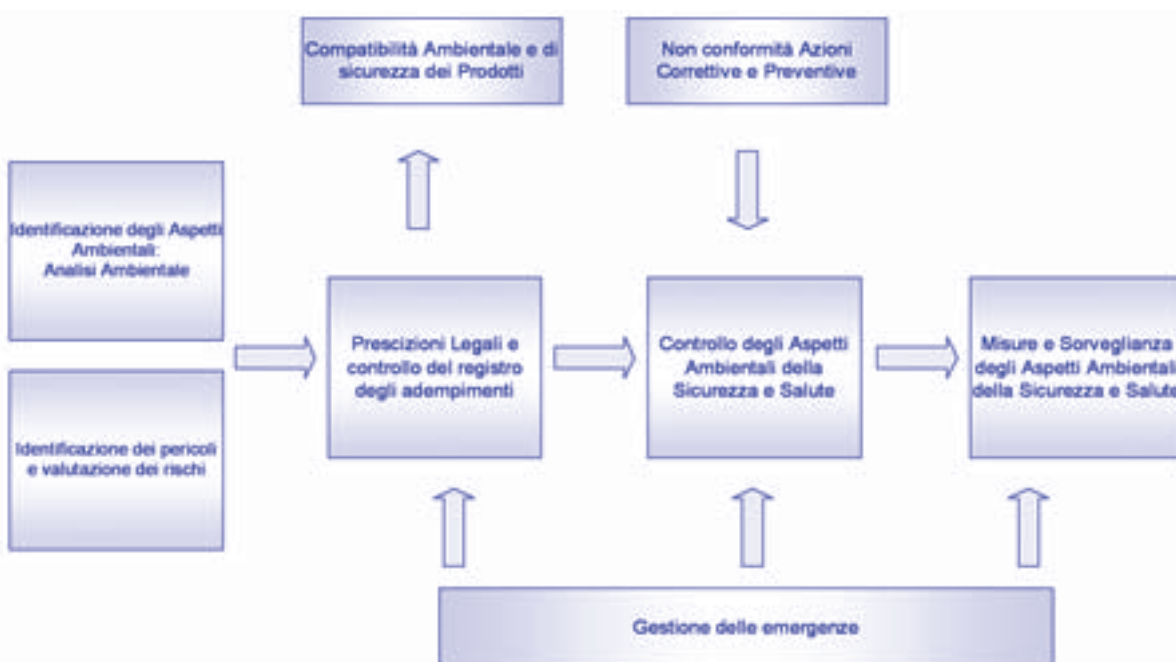 Compatibilità Ambientale e di
sicurezza dei Prodotti
Non conformità Azioni
Correttive e Preventive
Identificazione degli Aspetti
Ambientali:
Analisi Ambientale
Identificazione dei pericoli
e valutazione dei rischi
Prescizioni Legali e
controllo del registro
degli adempimenti
Controllo degli Aspetti
Ambientali della
Sicurezza e Salute
Misure e Sorveglianza
degli Aspetti Ambientali
della Sicurezza e Salute
Gestione delle emergenze